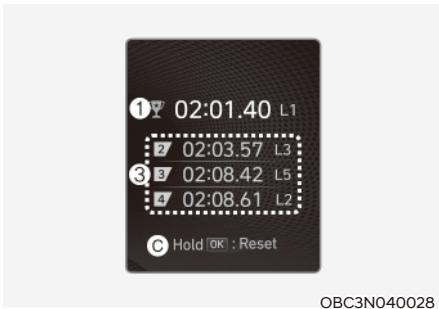 1 02:01.40 L1
2 02:03.57 L3
3 3 02:08.42 L5
4 02:08.61 L2
C Hold OK : Reset
OBC3N040028